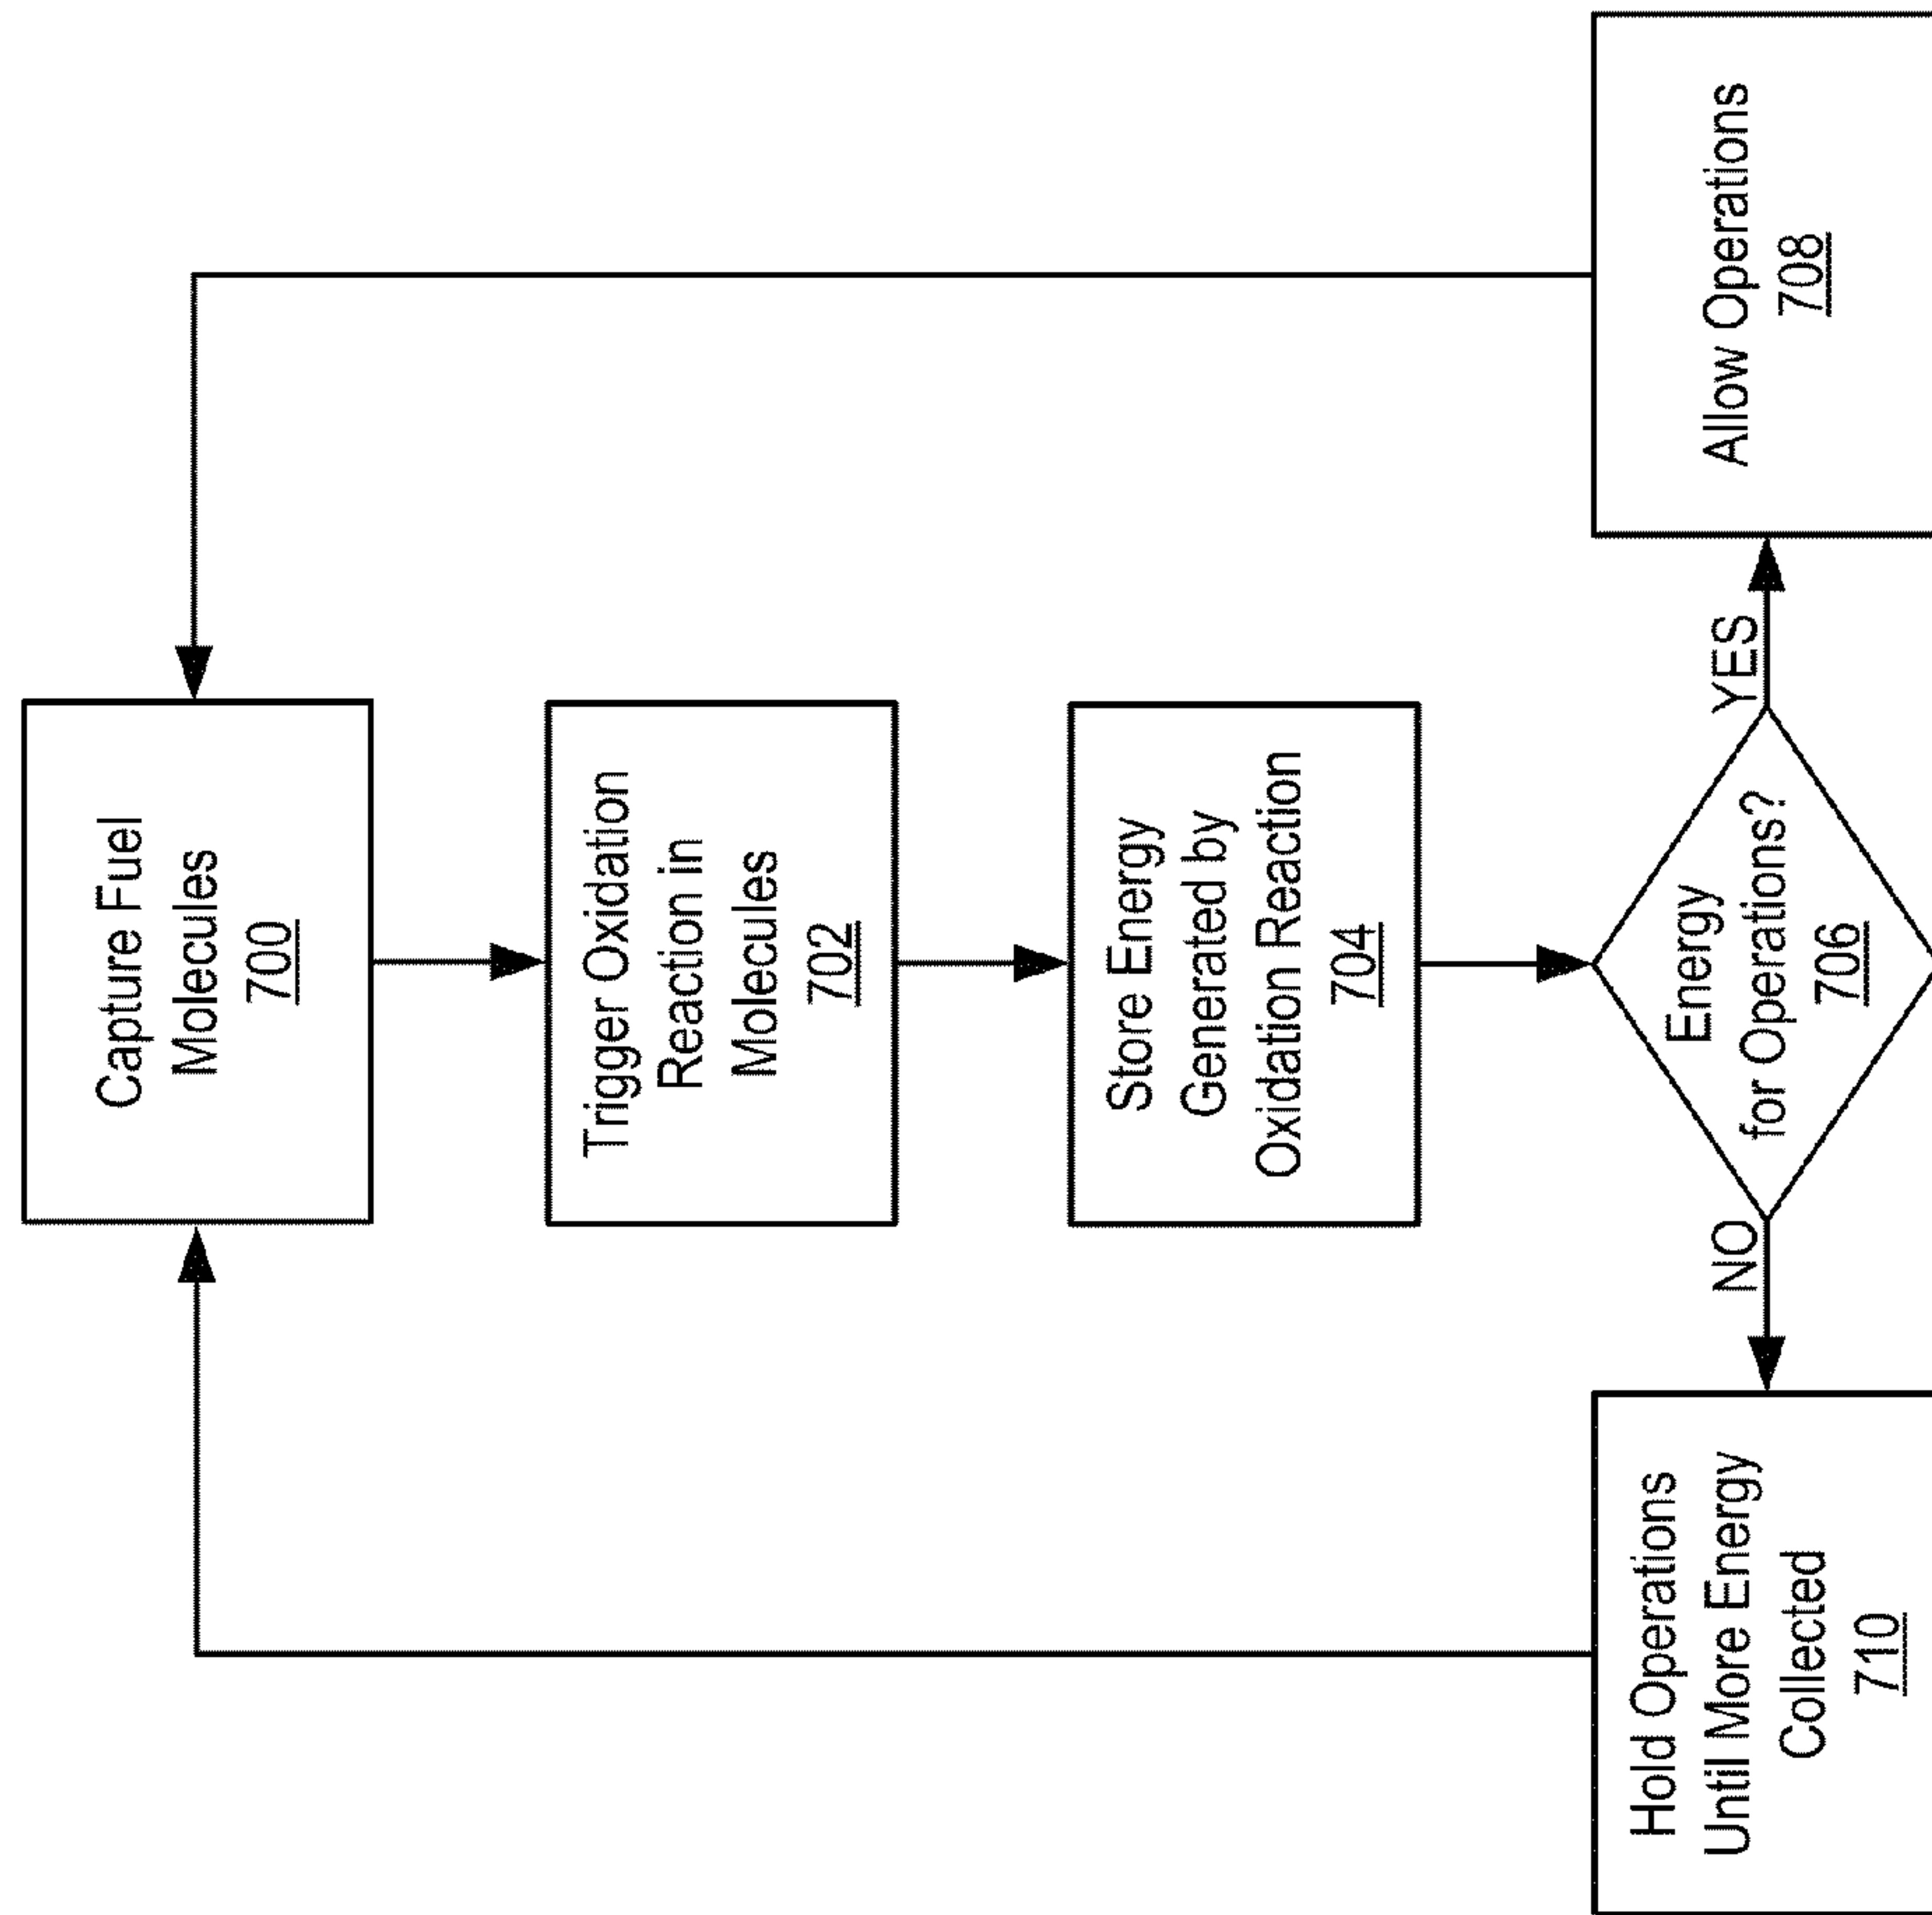 Capture Fuel
Molecules
700
Trigger Oxidation
Reaction in
Molecules
702
Store Energy
Generated by
Oxidation Reaction
704
Energy
for Operations?
706
NO
YES
Hold Operations
Until More Energy
Collected
710
Allow Operations
708